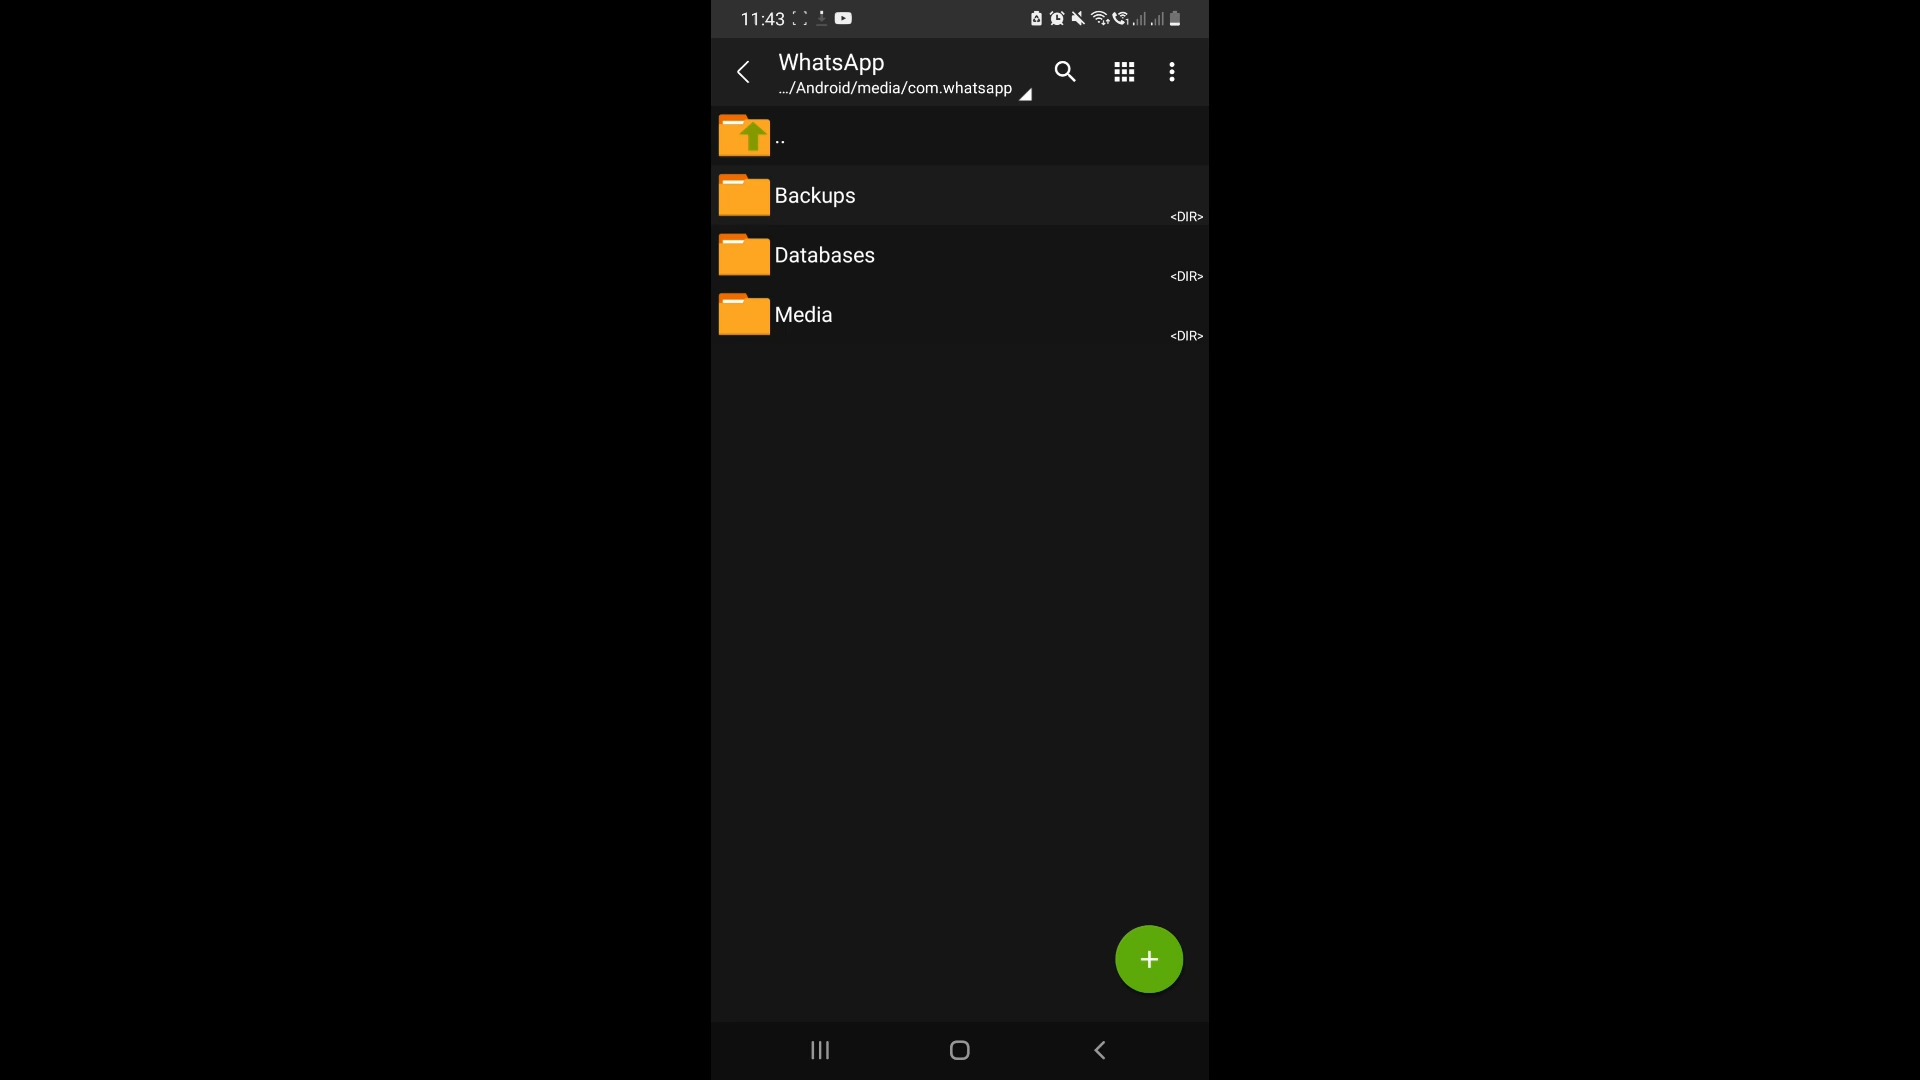 11:43
WhatsApp
.../Android/media/com.whatsapp
..
Backups
<DIR>
Databases
<DIR>
Media
<DIR>